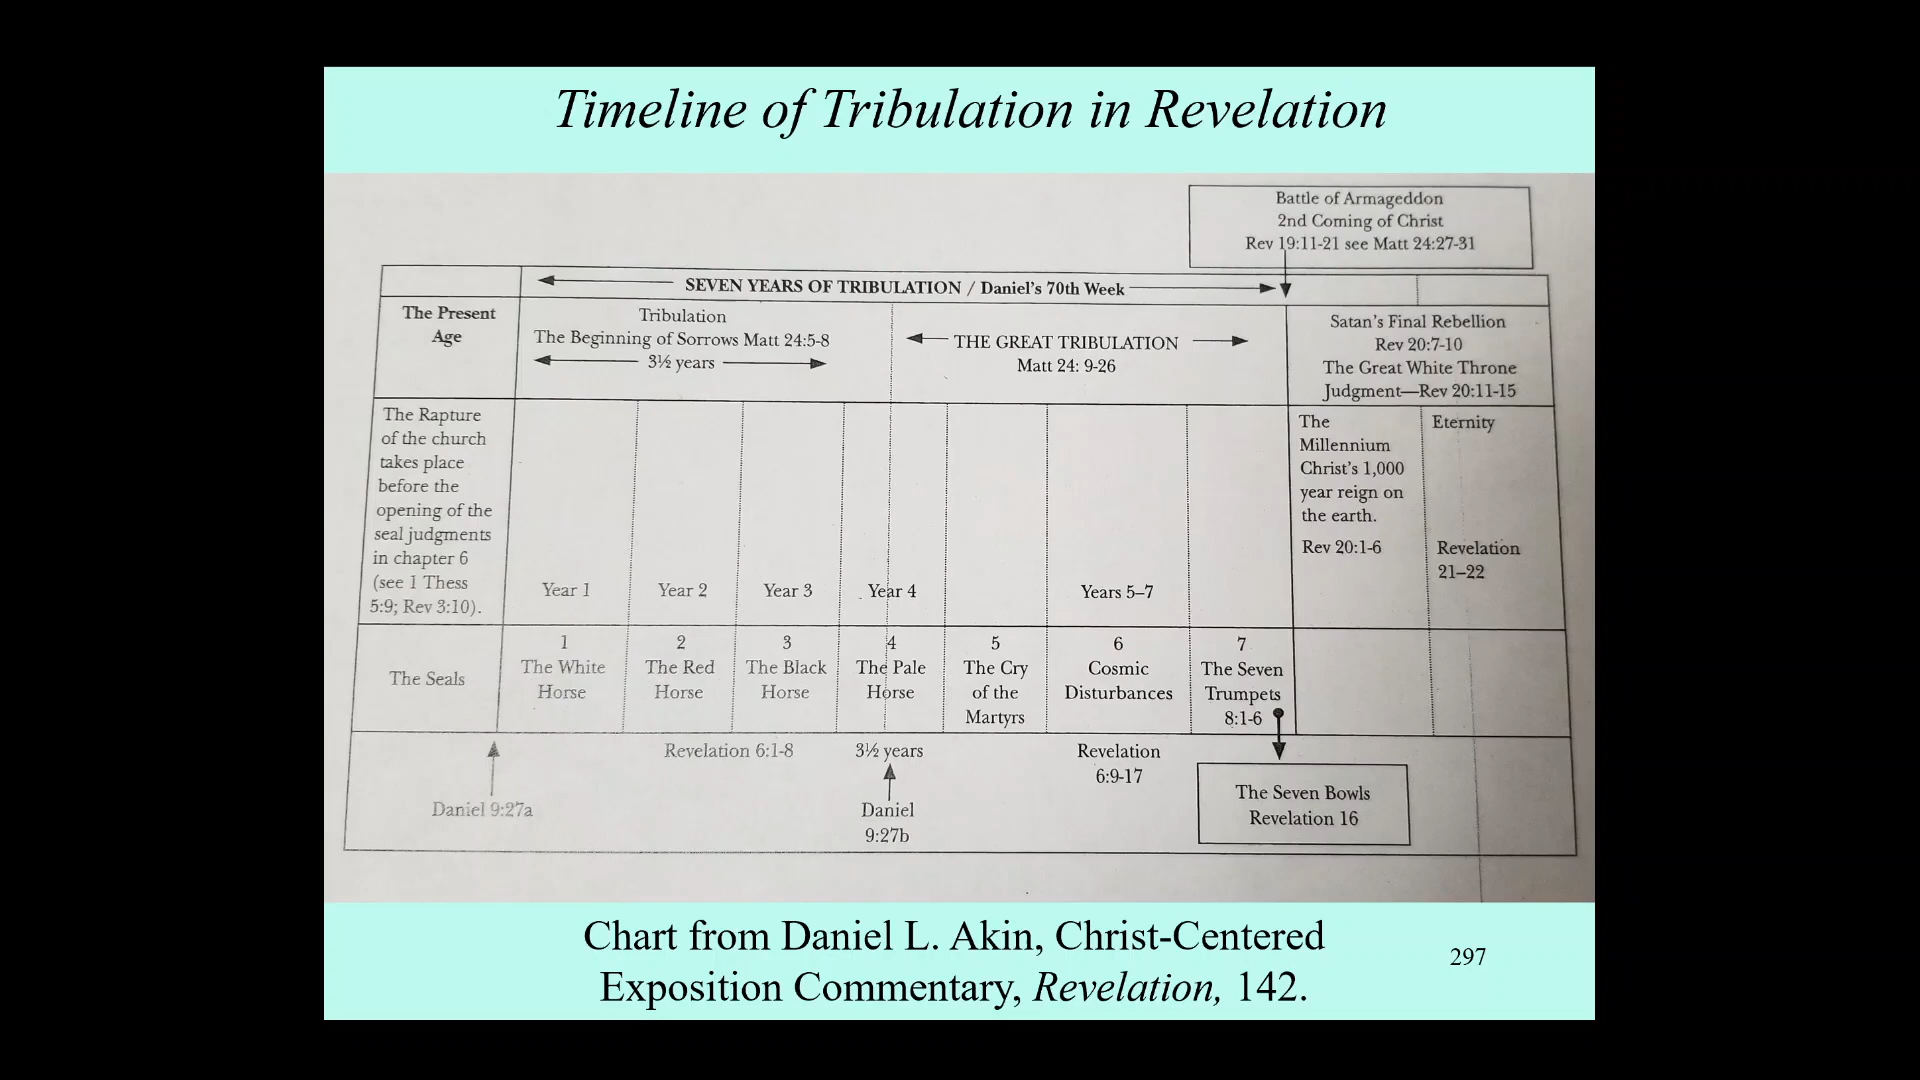 Timeline of Tribulation in Revelation
Battle of Armageddon
2nd Coming of Christ
Rev 19:11-21 see Matt 24:27-31
SEVEN YEARS OF TRIBULATION / Daniel's 70th Week
The Present
Age
Tribulation
The Beginning of Sorrows Matt 24:5-8
3½ years
THE GREAT TRIBULATION
Matt 24: 9-26
Satan's Final Rebellion
Rev 20:7-10
The Great White Throne
Judgment—Rev 20:11-15
The Rapture
of the church
takes place
before the
opening of the
seal judgments
in chapter 6
(see 1 Thess
5:9; Rev 3:10).
Year 1
Year 2
Year 3
Year 4
Years 5–7
The
Millennium
Christ's 1,000
year reign on
the earth.
Rev 20:1-6
Eternity
Revelation
21–22
The Seals
1
The White
Horse
2
The Red
Horse
3
The Black
Horse
4
The Pale
Horse
5
The Cry
of the
Martyrs
6
Cosmic
Disturbances
7
The Seven
Trumpets
8:1-6
Daniel 9:27a
Revelation 6:1-8
3½ years
Daniel
9:27b
Revelation
6:9-17
The Seven Bowls
Revelation 16
Chart from Daniel L. Akin, Christ-Centered
Exposition Commentary, Revelation, 142.
297